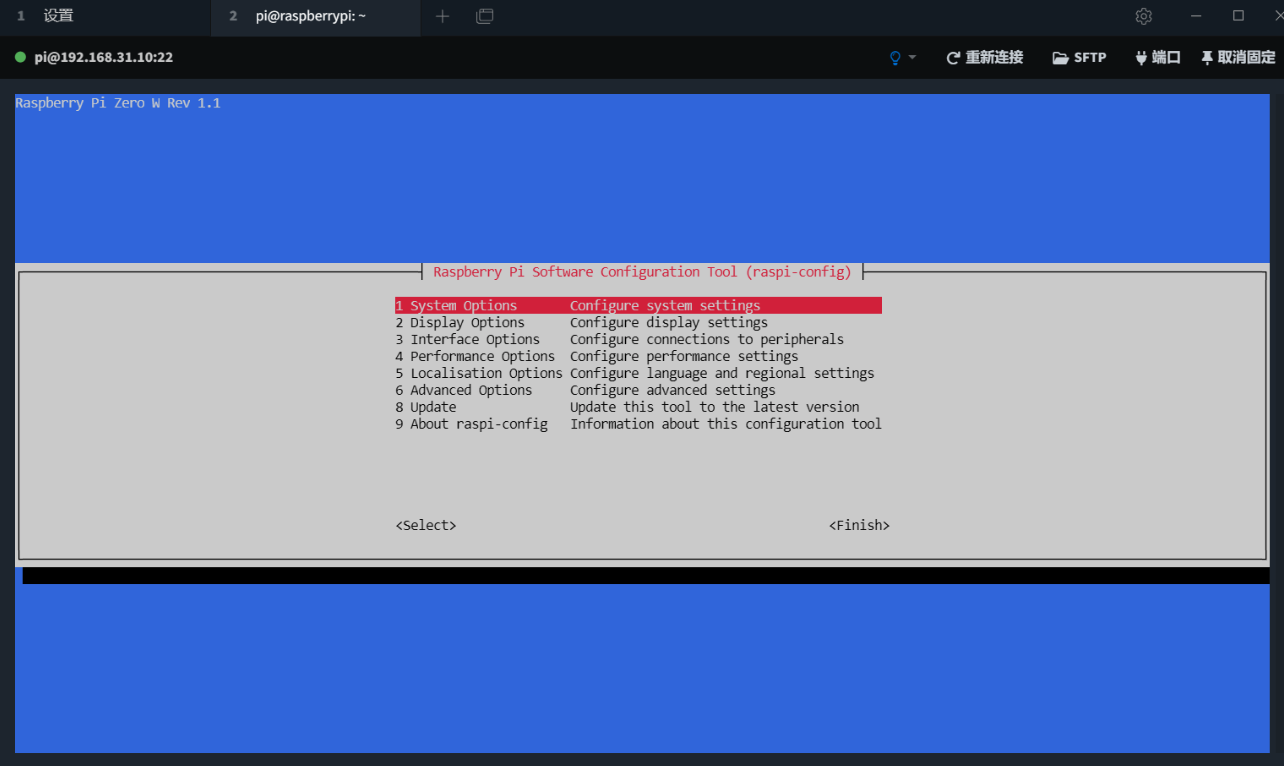 1 设置 2 pi@raspberrypi: ~
pi@192.168.31.10:22 重新连接 SFTP 端口 取消固定
Raspberry Pi Zero W Rev 1.1
Raspberry Pi Software Configuration Tool (raspi-config)
1 System Options Configure system settings
2 Display Options Configure display settings
3 Interface Options Configure connections to peripherals
4 Performance Options Configure performance settings
5 Localisation Options Configure language and regional settings
6 Advanced Options Configure advanced settings
8 Update Update this tool to the latest version
9 About raspi-config Information about this configuration tool
<Select> <Finish>